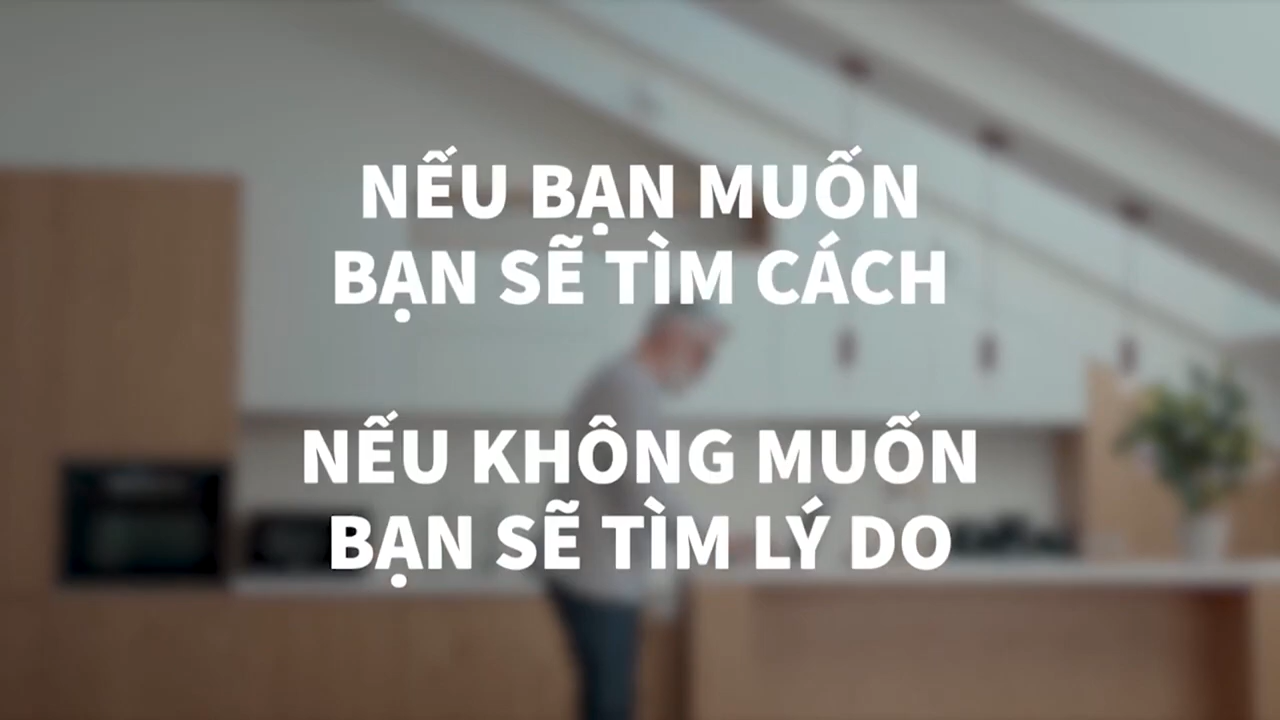 NẾU BẠN MUỐN
BẠN SẼ TÌM CÁCH
NẾU KHÔNG MUỐN
BẠN SẼ TÌM LÝ DO